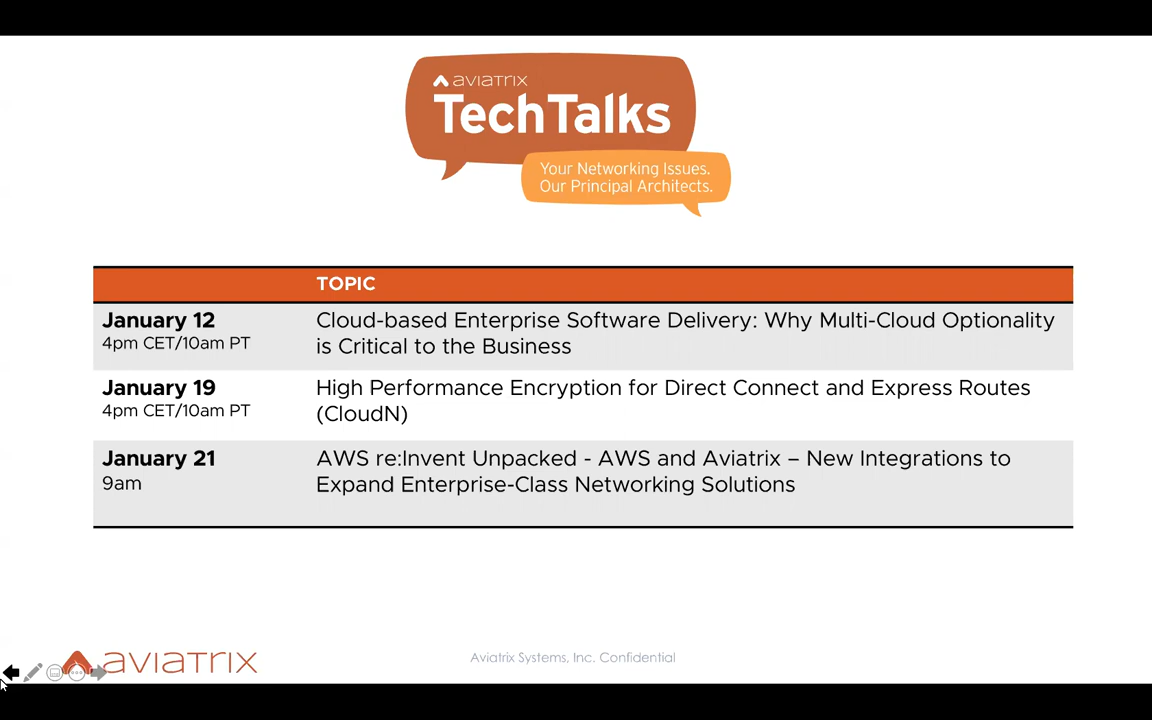 aviatrix
TechTalks
Your Networking Issues.
Our Principal Architects.
TOPIC
January 12
4pm CET/10am PT
Cloud-based Enterprise Software Delivery: Why Multi-Cloud Optionality
is Critical to the Business
January 19
4pm CET/10am PT
High Performance Encryption for Direct Connect and Express Routes
(CloudN)
January 21
9am
AWS re:Invent Unpacked - AWS and Aviatrix – New Integrations to
Expand Enterprise-Class Networking Solutions
aviatrix
Aviatrix Systems, Inc. Confidential